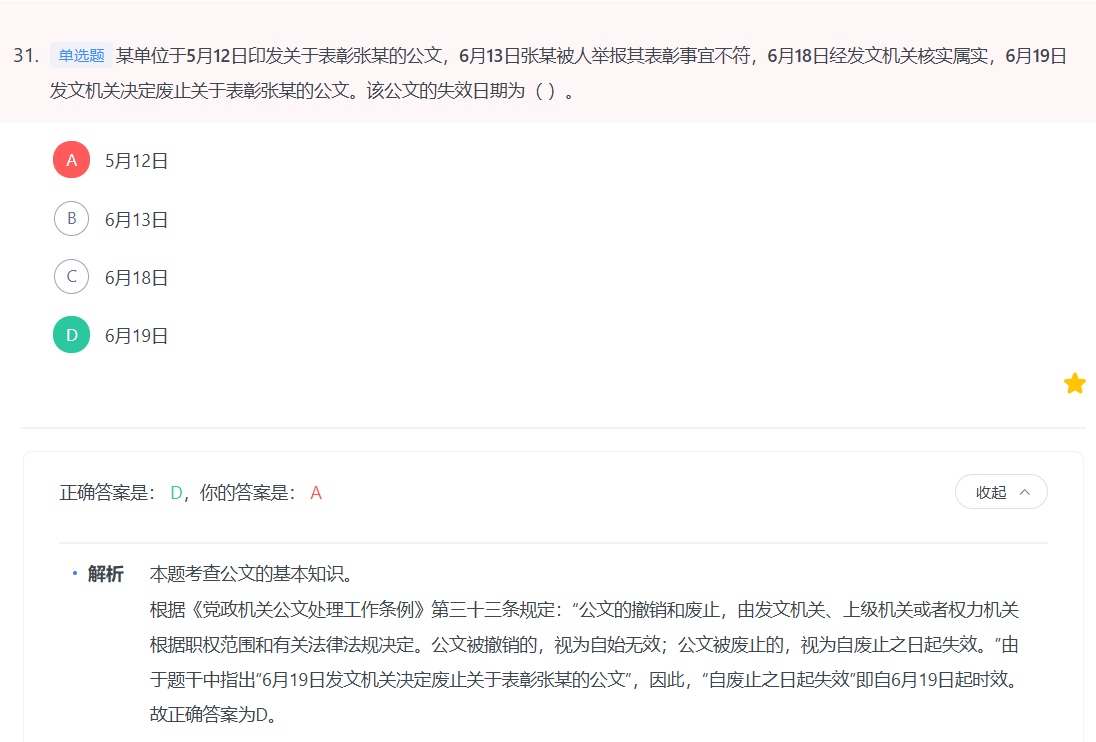 31. 单选题 某单位于5月12日印发关于表彰张某的公文，6月13日张某被人举报其表彰事宜不符，6月18日经发文机关核实属实，6月19日
发文机关决定废止关于表彰张某的公文。该公文的失效日期为（ ）。
A 5月12日
B 6月13日
C 6月18日
D 6月19日
正确答案是： D，你的答案是： A
收起
解析 本题考查公文的基本知识。
根据《党政机关公文处理工作条例》第三十三条规定：“公文的撤销和废止，由发文机关、上级机关或者权力机关
根据职权范围和有关法律法规决定。公文被撤销的，视为自始无效；公文被废止的，视为自废止之日起失效。”由
于题干中指出“6月19日发文机关决定废止关于表彰张某的公文”，因此，“自废止之日起失效”即自6月19日起时效。
故正确答案为D。